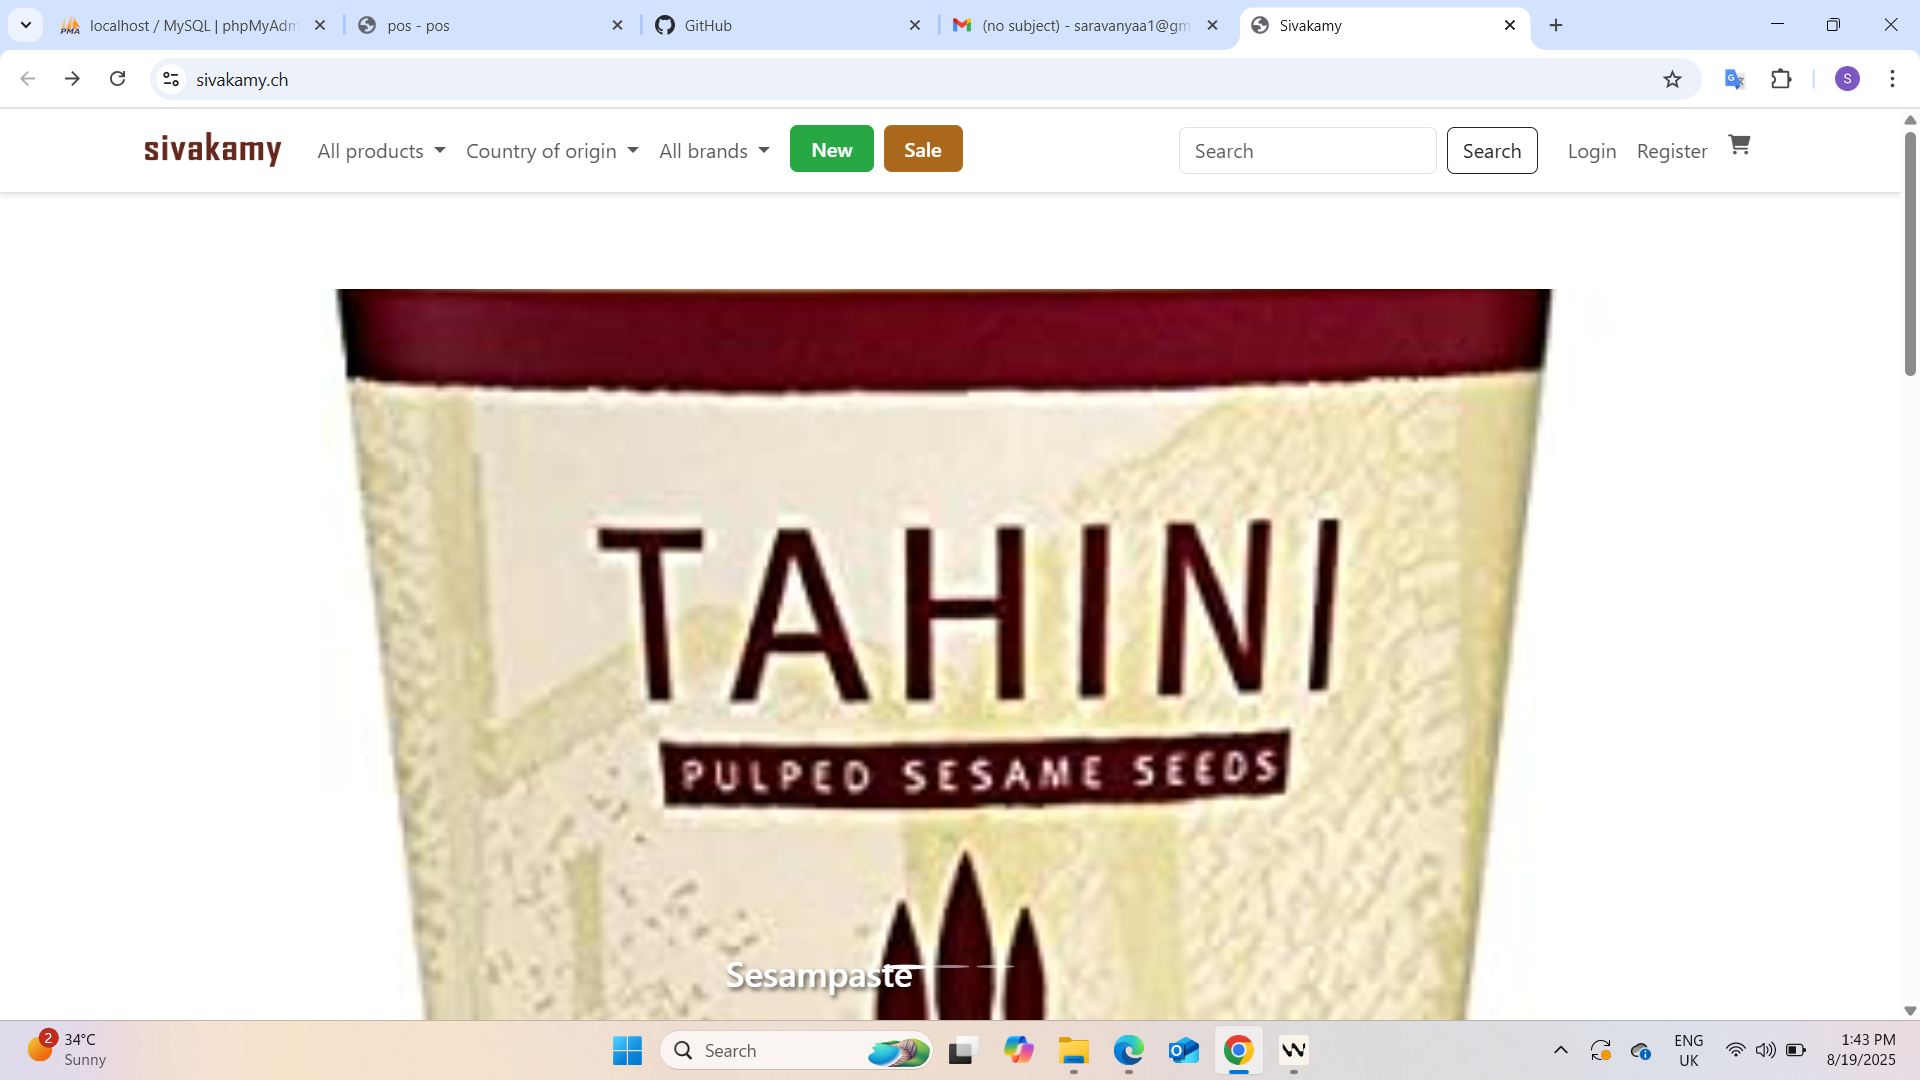 localhost / MySQL | phpMyAdm
pos - pos
GitHub
(no subject) - saravanyaa1@gm
Sivakamy
sivakamy.ch
S
sivakamy
All products
Country of origin
All brands
New
Sale
Search
Search
Login
Register
TAHINI
PULPED SESAME SEEDS
Sesampaste
2
34°C
Sunny
Search
ENG
UK
1:43 PM
8/19/2025